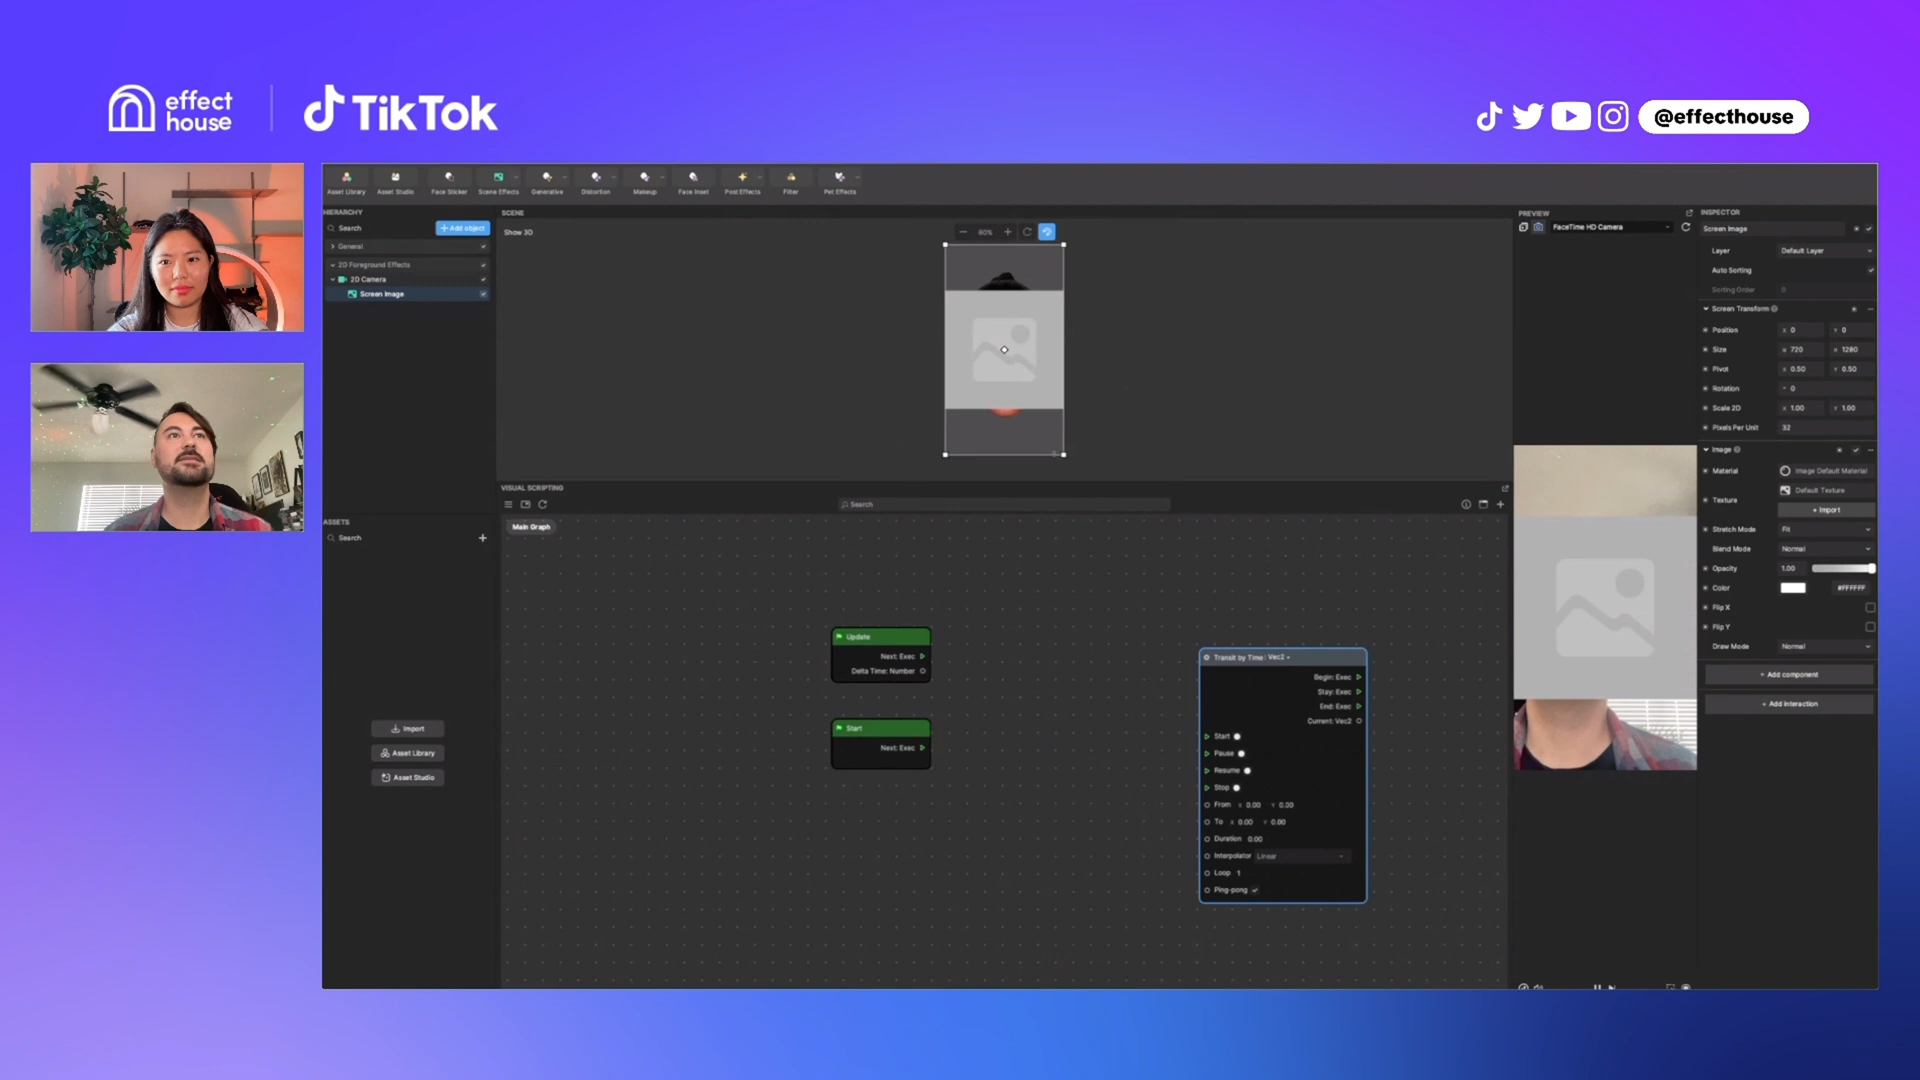 effect
house
TikTok
@effecthouse
Asset Library
Asset Studio
Face Sticker
Scene Effects
Generative
Distortion
Makeup
Face Inset
Post Effects
Filter
Pet Effects
HIERARCHY
Search
+ Add object
General
2D Foreground Effects
2D Camera
Screen Image
ASSETS
Search
Import
Asset Library
Asset Studio
SCENE
Show 3D
80%
VISUAL SCRIPTING
Search
Main Graph
Update
Next: Exec
Delta Time: Number
Start
Next: Exec
Transit by Time: Vec2
Begin: Exec
Stay: Exec
End: Exec
Current: Vec2
Start
Pause
Resume
Stop
From X 0.00 Y 0.00
To X 0.00 Y 0.00
Duration 0.00
Interpolator Linear
Loop 1
Ping-pong
PREVIEW
FaceTime HD Camera
INSPECTOR
Screen Image
Layer Default Layer
Auto Sorting
Sorting Order 0
Screen Transform
Position X 0 Y 0
Size W 720 H 1280
Pivot X 0.50 Y 0.50
Rotation 0
Scale 2D X 1.00 Y 1.00
Pixels Per Unit 32
Image
Material Image Default Material
Texture Default Texture
+ Import
Stretch Mode Fit
Blend Mode Normal
Opacity 1.00
Color #FFFFFF
Flip X
Flip Y
Draw Mode Normal
+ Add component
+ Add interaction